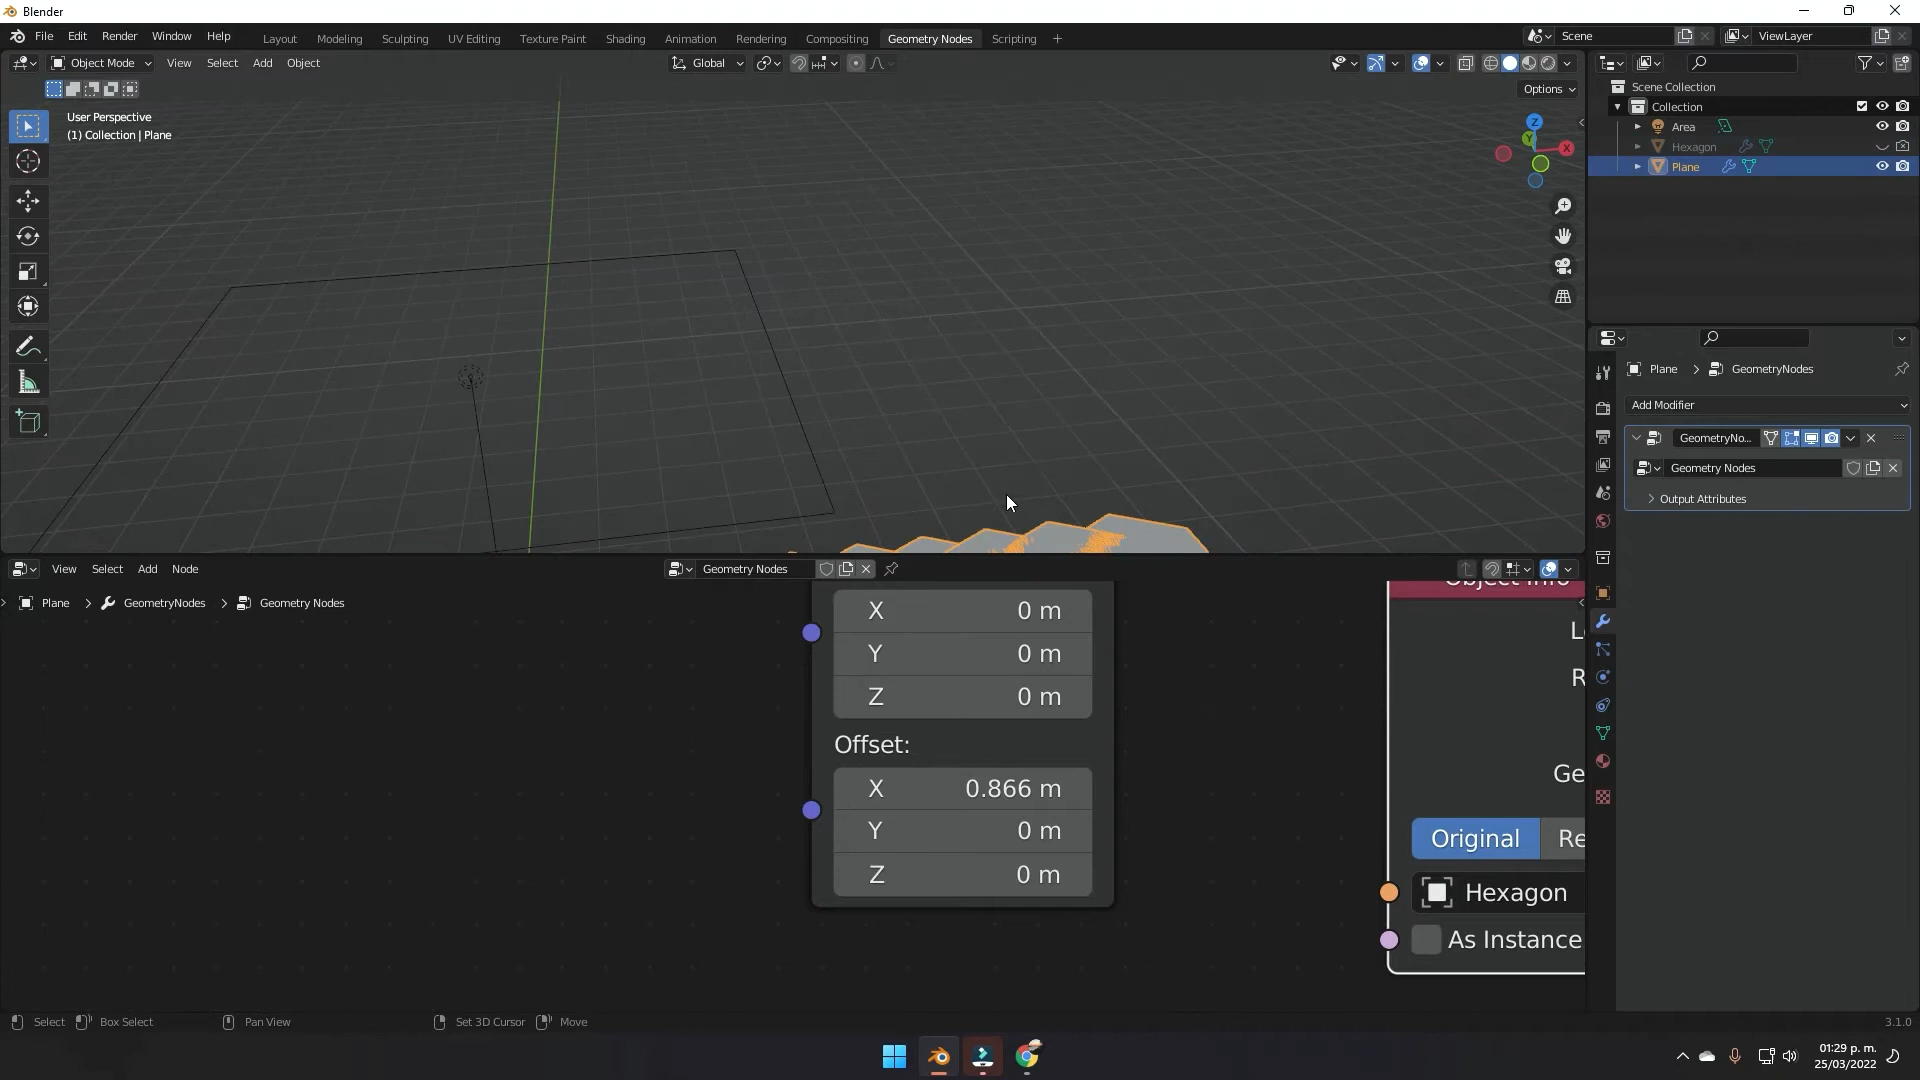 Blender
File Edit Render Window Help
Layout Modeling Sculpting UV Editing Texture Paint Shading Animation Rendering Compositing Geometry Nodes Scripting +
Scene ViewLayer
Object Mode View Select Add Object
Global
Options
User Perspective
(1) Collection | Plane
Z
Y
X
Scene Collection
Collection
Area
Hexagon
Plane
Plane > GeometryNodes
Add Modifier
GeometryNo...
Geometry Nodes
Output Attributes
View Select Add Node
Geometry Nodes
Plane > GeometryNodes > Geometry Nodes
X 0 m
Y 0 m
Z 0 m
Offset:
X 0.866 m
Y 0 m
Z 0 m
Object Info
R
Ge
Original Re
Hexagon
As Instance
Select Box Select Pan View Set 3D Cursor Move
3.1.0
01:29 p. m.
25/03/2022